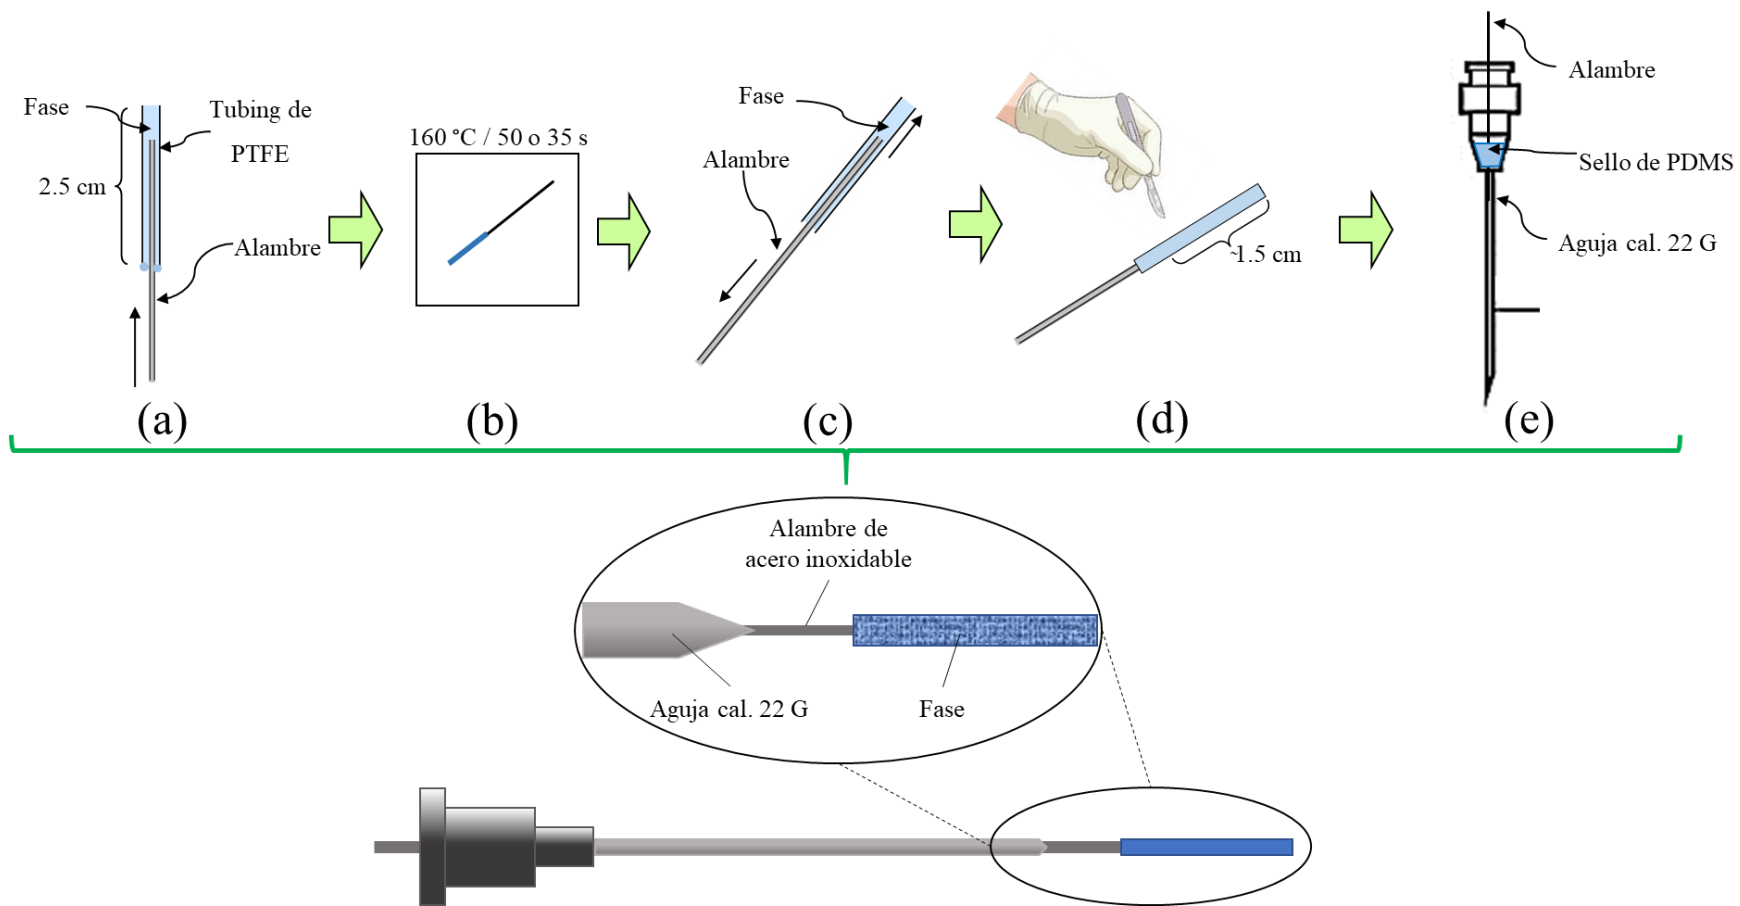 Fase
Tubing de
PTFE
2.5 cm
Alambre
(a)
160 °C / 50 o 35 s
(b)
Fase
Alambre
(c)
~1.5 cm
(d)
Alambre
Sello de PDMS
Aguja cal. 22 G
(e)
Alambre de
acero inoxidable
Aguja cal. 22 G
Fase